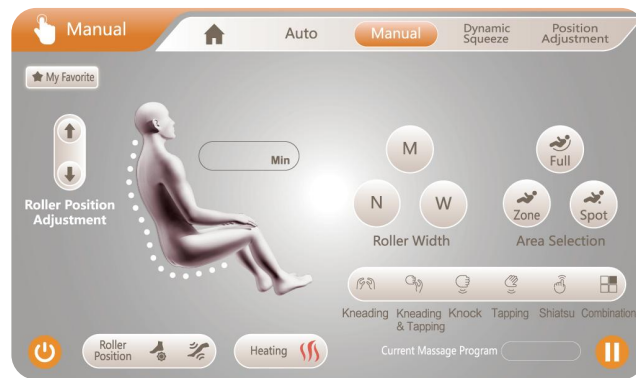 Manual
Auto
Manual
Dynamic
Squeeze
Position
Adjustment
My Favorite
Min
M
Full
N
W
Zone
Spot
Roller Position
Adjustment
Roller Width
Area Selection
Kneading
Kneading
& Tapping
Knock
Tapping
Shiatsu
Combination
Roller
Position
Heating
Current Massage Program